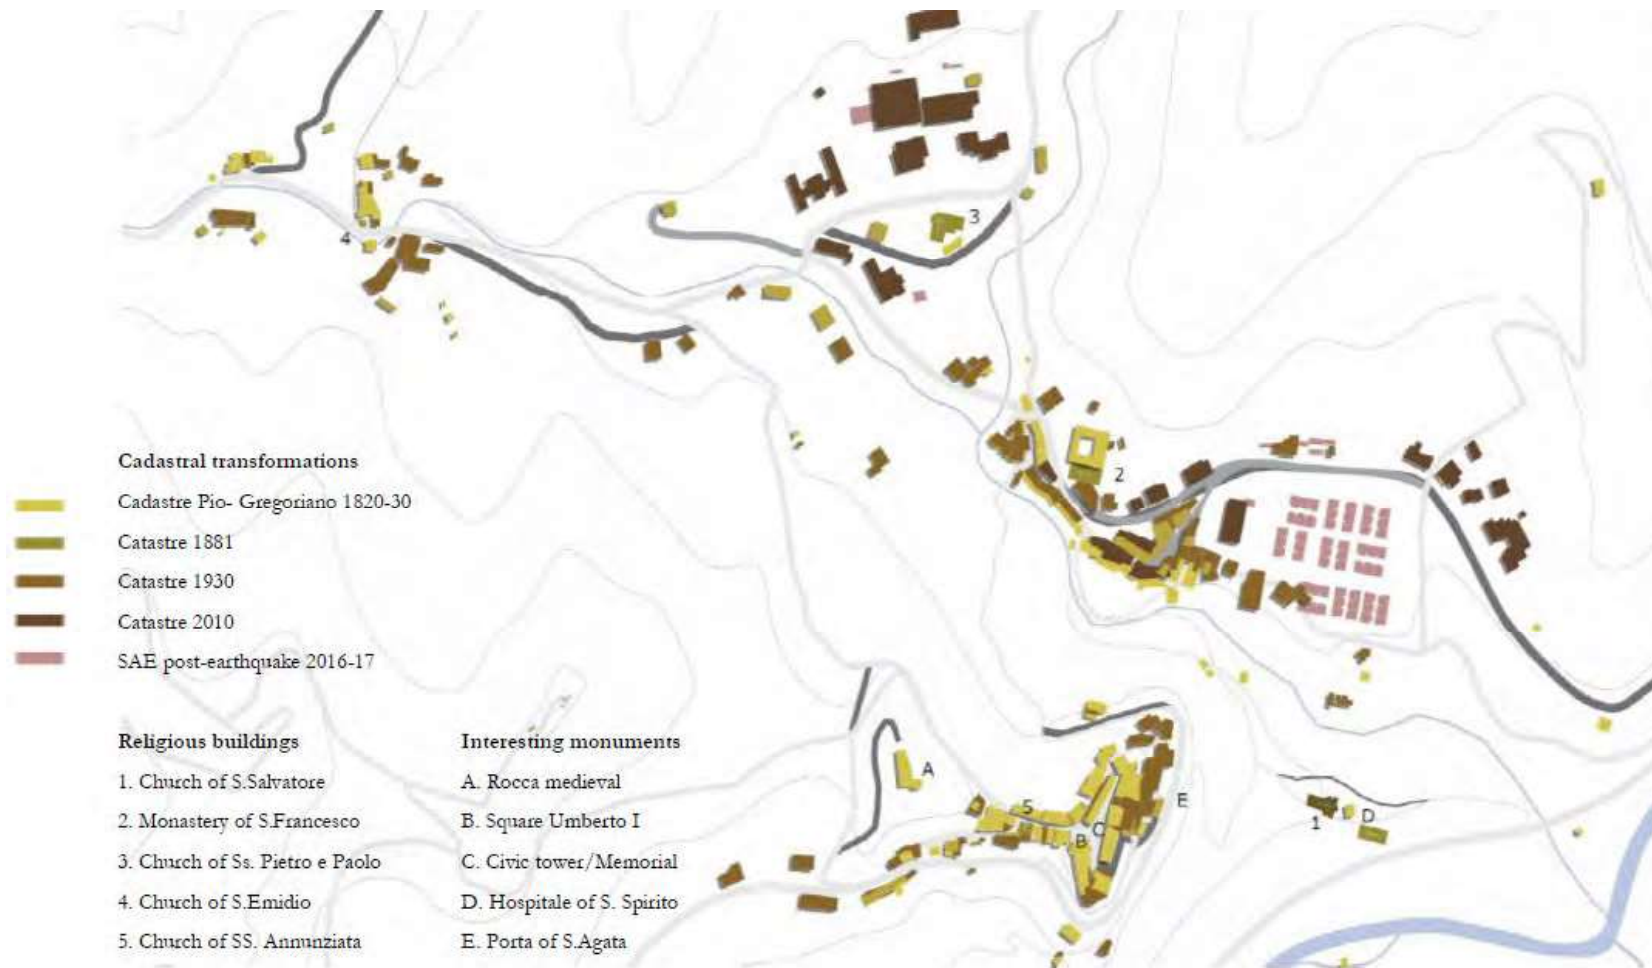 3
4
2
Cadastral transformations
Cadastre Pio- Gregoriano 1820-30
Catastre 1881
Catastre 1930
Catastre 2010
SAE post-earthquake 2016-17
Religious buildings
1. Church of S.Salvatore
2. Monastery of S.Francesco
3. Church of Ss. Pietro e Paolo
4. Church of S.Emidio
5. Church of SS. Annunziata
Interesting monuments
A. Rocca medieval
B. Square Umberto I
C. Civic tower/Memorial
D. Hospitale of S. Spirito
E. Porta of S.Agata
A
5
B
C
E
1
D